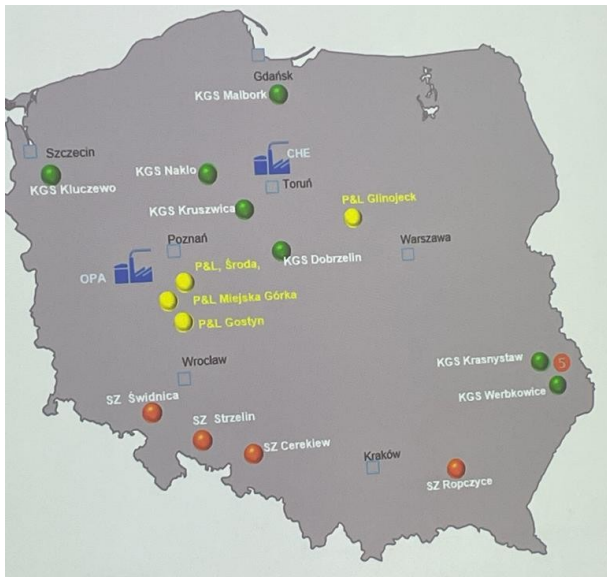 Gdańsk
KGS Malbork
Szczecin
CHE
KGS Naklo
KGS Kluczewo
Toruń
P&L Glinojeck
KGS Kruszwica
Poznań
Warszawa
KGS Dobrzelin
P&L, Środa,
OPA
P&L Miejska Górka
P&L Gostyn
Wrocław
KGS Krasnystaw
5
KGS Werbkowice
SZ Świdnica
SZ Strzelin
SZ Cerekiew
Kraków
SZ Ropczyce